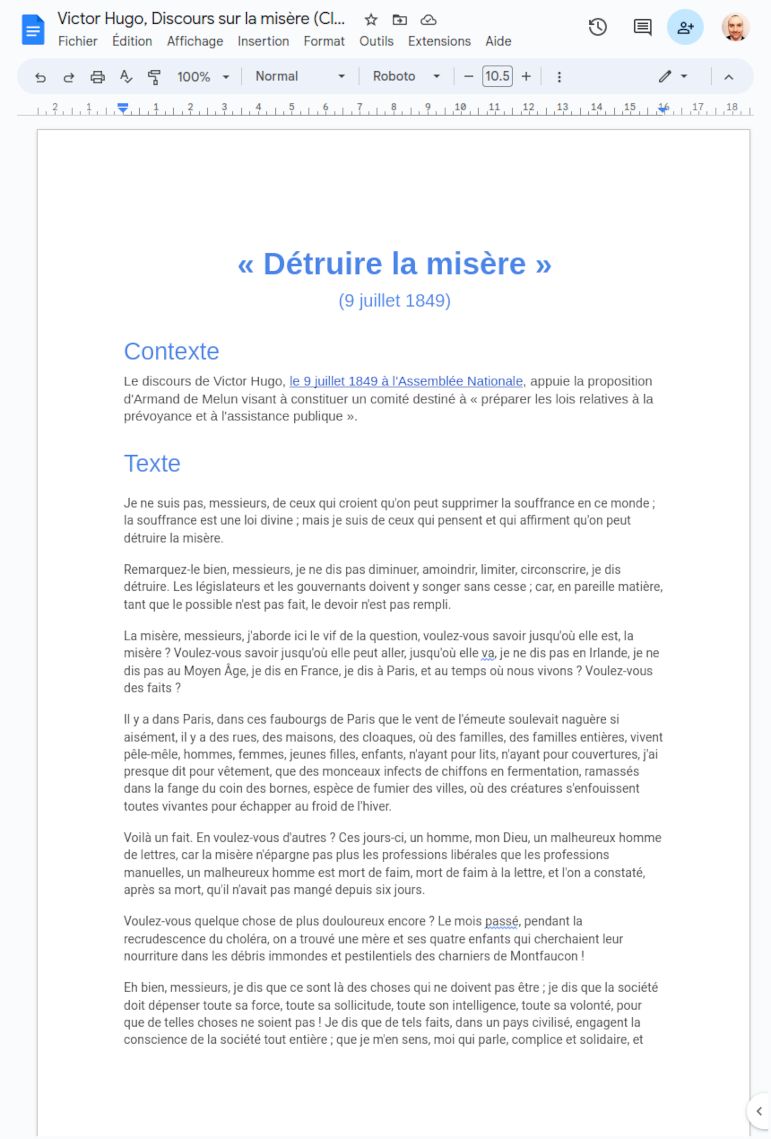 Victor Hugo, Discours sur la misère (Cl...
Fichier Édition Affichage Insertion Format Outils Extensions Aide
100% Normal Roboto 10.5
2 1 1 2 3 4 5 6 7 8 9 10 11 12 13 14 15 16 17 18
« Détruire la misère »
(9 juillet 1849)
Contexte
Le discours de Victor Hugo, le 9 juillet 1849 à l'Assemblée Nationale, appuie la proposition
d'Armand de Melun visant à constituer un comité destiné à « préparer les lois relatives à la
prévoyance et à l'assistance publique ».
Texte
Je ne suis pas, messieurs, de ceux qui croient qu'on peut supprimer la souffrance en ce monde ;
la souffrance est une loi divine ; mais je suis de ceux qui pensent et qui affirment qu'on peut
détruire la misère.
Remarquez-le bien, messieurs, je ne dis pas diminuer, amoindrir, limiter, circonscrire, je dis
détruire. Les législateurs et les gouvernants doivent y songer sans cesse ; car, en pareille matière,
tant que le possible n'est pas fait, le devoir n'est pas rempli.
La misère, messieurs, j'aborde ici le vif de la question, voulez-vous savoir jusqu'où elle est, la
misère ? Voulez-vous savoir jusqu'où elle peut aller, jusqu'où elle va, je ne dis pas en Irlande, je ne
dis pas au Moyen Âge, je dis en France, je dis à Paris, et au temps où nous vivons ? Voulez-vous
des faits ?
Il y a dans Paris, dans ces faubourgs de Paris que le vent de l'émeute soulevait naguère si
aisément, il y a des rues, des maisons, des cloaques, où des familles, des familles entières, vivent
pêle-mêle, hommes, femmes, jeunes filles, enfants, n'ayant pour lits, n'ayant pour couvertures, j'ai
presque dit pour vêtement, que des monceaux infects de chiffons en fermentation, ramassés
dans la fange du coin des bornes, espèce de fumier des villes, où des créatures s'enfouissent
toutes vivantes pour échapper au froid de l'hiver.
Voilà un fait. En voulez-vous d'autres ? Ces jours-ci, un homme, mon Dieu, un malheureux homme
de lettres, car la misère n'épargne pas plus les professions libérales que les professions
manuelles, un malheureux homme est mort de faim, mort de faim à la lettre, et l'on a constaté,
après sa mort, qu'il n'avait pas mangé depuis six jours.
Voulez-vous quelque chose de plus douloureux encore ? Le mois passé, pendant la
recrudescence du choléra, on a trouvé une mère et ses quatre enfants qui cherchaient leur
nourriture dans les débris immondes et pestilentiels des charniers de Montfaucon !
Eh bien, messieurs, je dis que ce sont là des choses qui ne doivent pas être ; je dis que la société
doit dépenser toute sa force, toute sa sollicitude, toute son intelligence, toute sa volonté, pour
que de telles choses ne soient pas ! Je dis que de tels faits, dans un pays civilisé, engagent la
conscience de la société tout entière ; que je m'en sens, moi qui parle, complice et solidaire, et